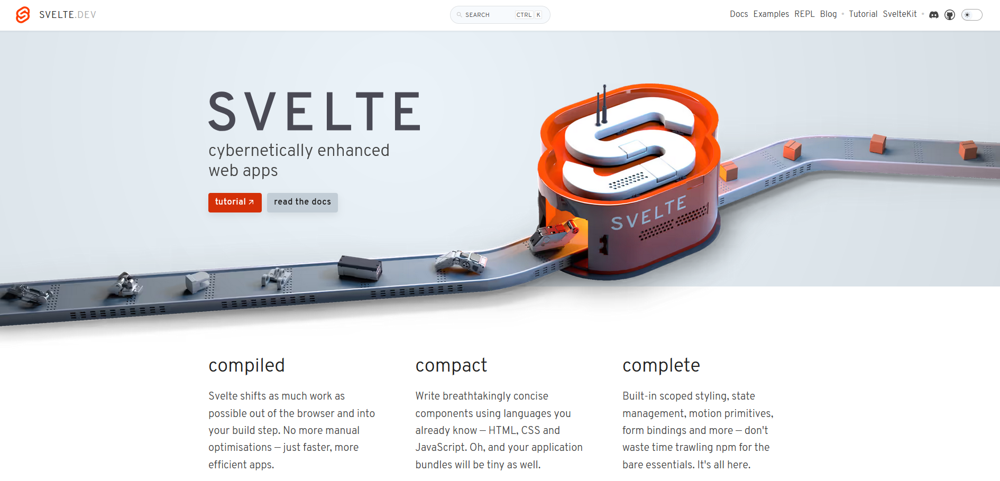 SVELTE.DEV
SEARCH CTRL K
Docs Examples REPL Blog • Tutorial SvelteKit •
SVELTE
cybernetically enhanced
web apps
tutorial ↗
read the docs
SVELTE
compiled
Svelte shifts as much work as
possible out of the browser and into
your build step. No more manual
optimisations — just faster, more
efficient apps.
compact
Write breathtakingly concise
components using languages you
already know — HTML, CSS and
JavaScript. Oh, and your application
bundles will be tiny as well.
complete
Built-in scoped styling, state
management, motion primitives,
form bindings and more — don't
waste time trawling npm for the
bare essentials. It's all here.